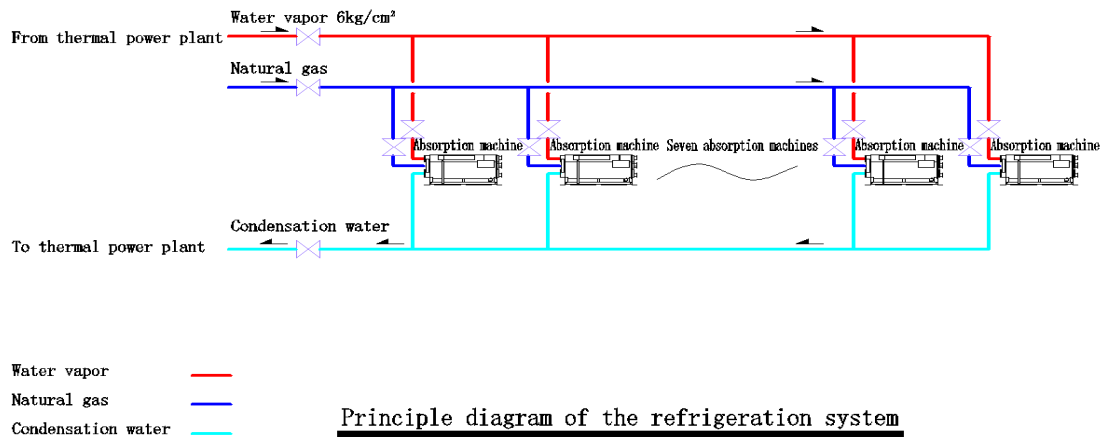 Water vapor 6kg/cm²
From thermal power plant
Natural gas
Absorption machine Absorption machine Seven absorption machines Absorption machine Absorption machine
Condensation water
To thermal power plant
Water vapor
Natural gas
Condensation water
Principle diagram of the refrigeration system